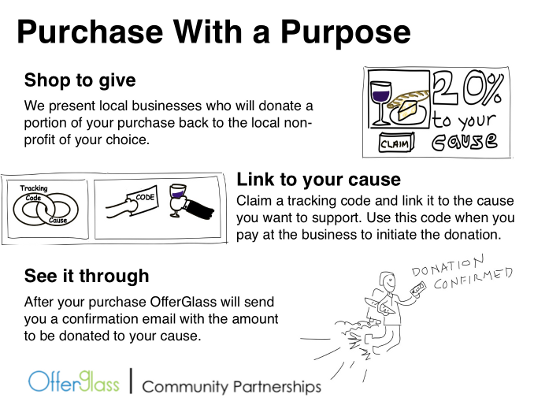 Purchase With a Purpose
Shop to give
We present local businesses who will donate a
portion of your purchase back to the local non-
profit of your choice.
20%
to your
CAUSE
CLAIM
Tracking
Code
Cause
CODE
Link to your cause
Claim a tracking code and link it to the cause
you want to support. Use this code when you
pay at the business to initiate the donation.
See it through
After your purchase OfferGlass will send
you a confirmation email with the amount
to be donated to your cause.
DONATION
CONFIRMED
Offerglass | Community Partnerships